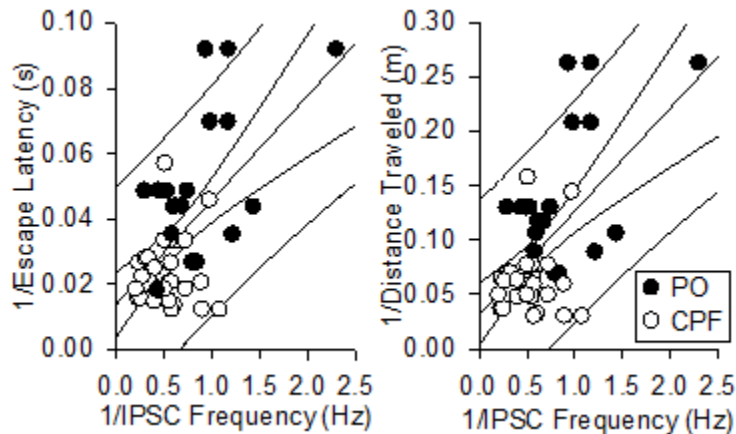 1/Escape Latency (s)
0.10
0.08
0.06
0.04
0.02
0.00
0.0 0.5 1.0 1.5 2.0 2.5
1/IPSC Frequency (Hz)
1/Distance Traveled (m)
0.30
0.25
0.20
0.15
0.10
0.05
0.00
PO
CPF
0.0 0.5 1.0 1.5 2.0 2.5
1/IPSC Frequency (Hz)